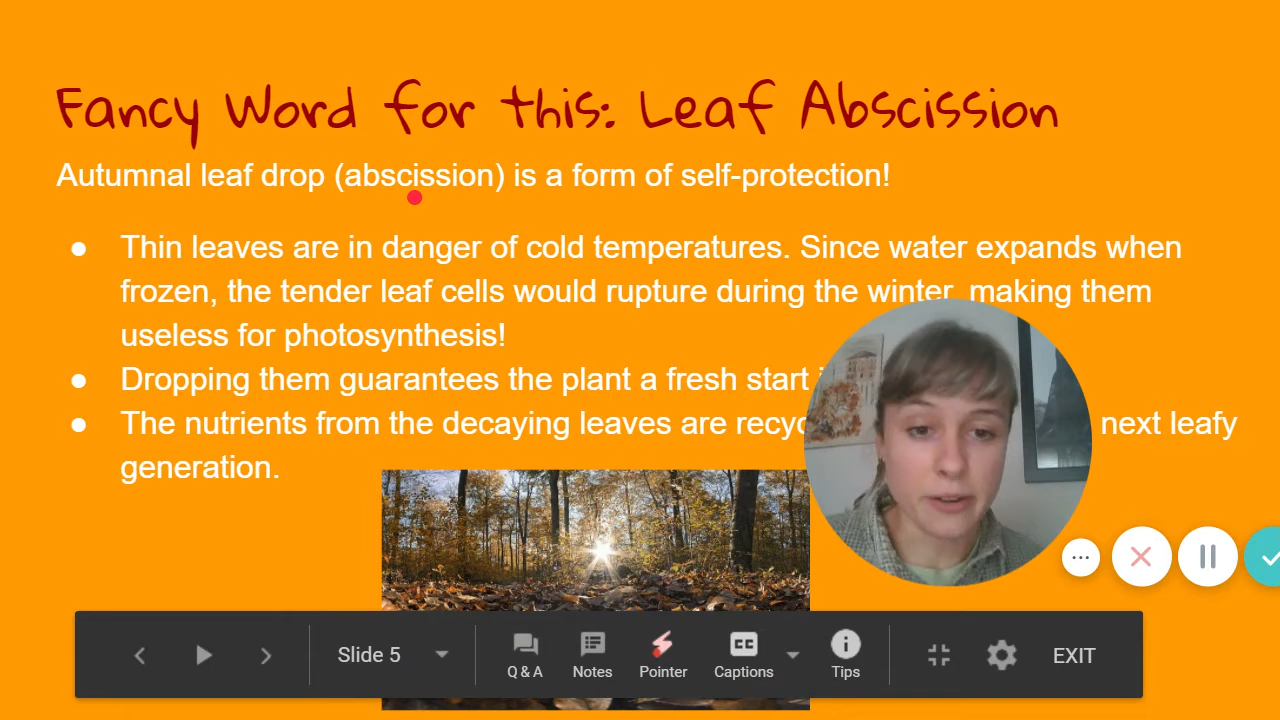 Fancy Word for this: Leaf Abscission
Autumnal leaf drop (abscission) is a form of self-protection!
● Thin leaves are in danger of cold temperatures. Since water expands when
frozen, the tender leaf cells would rupture during the winter, making them
useless for photosynthesis!
● Dropping them guarantees the plant a fresh start
● The nutrients from the decaying leaves are next leafy
generation.
Slide 5
Q & A
Notes
Pointer
Captions
Tips
EXIT